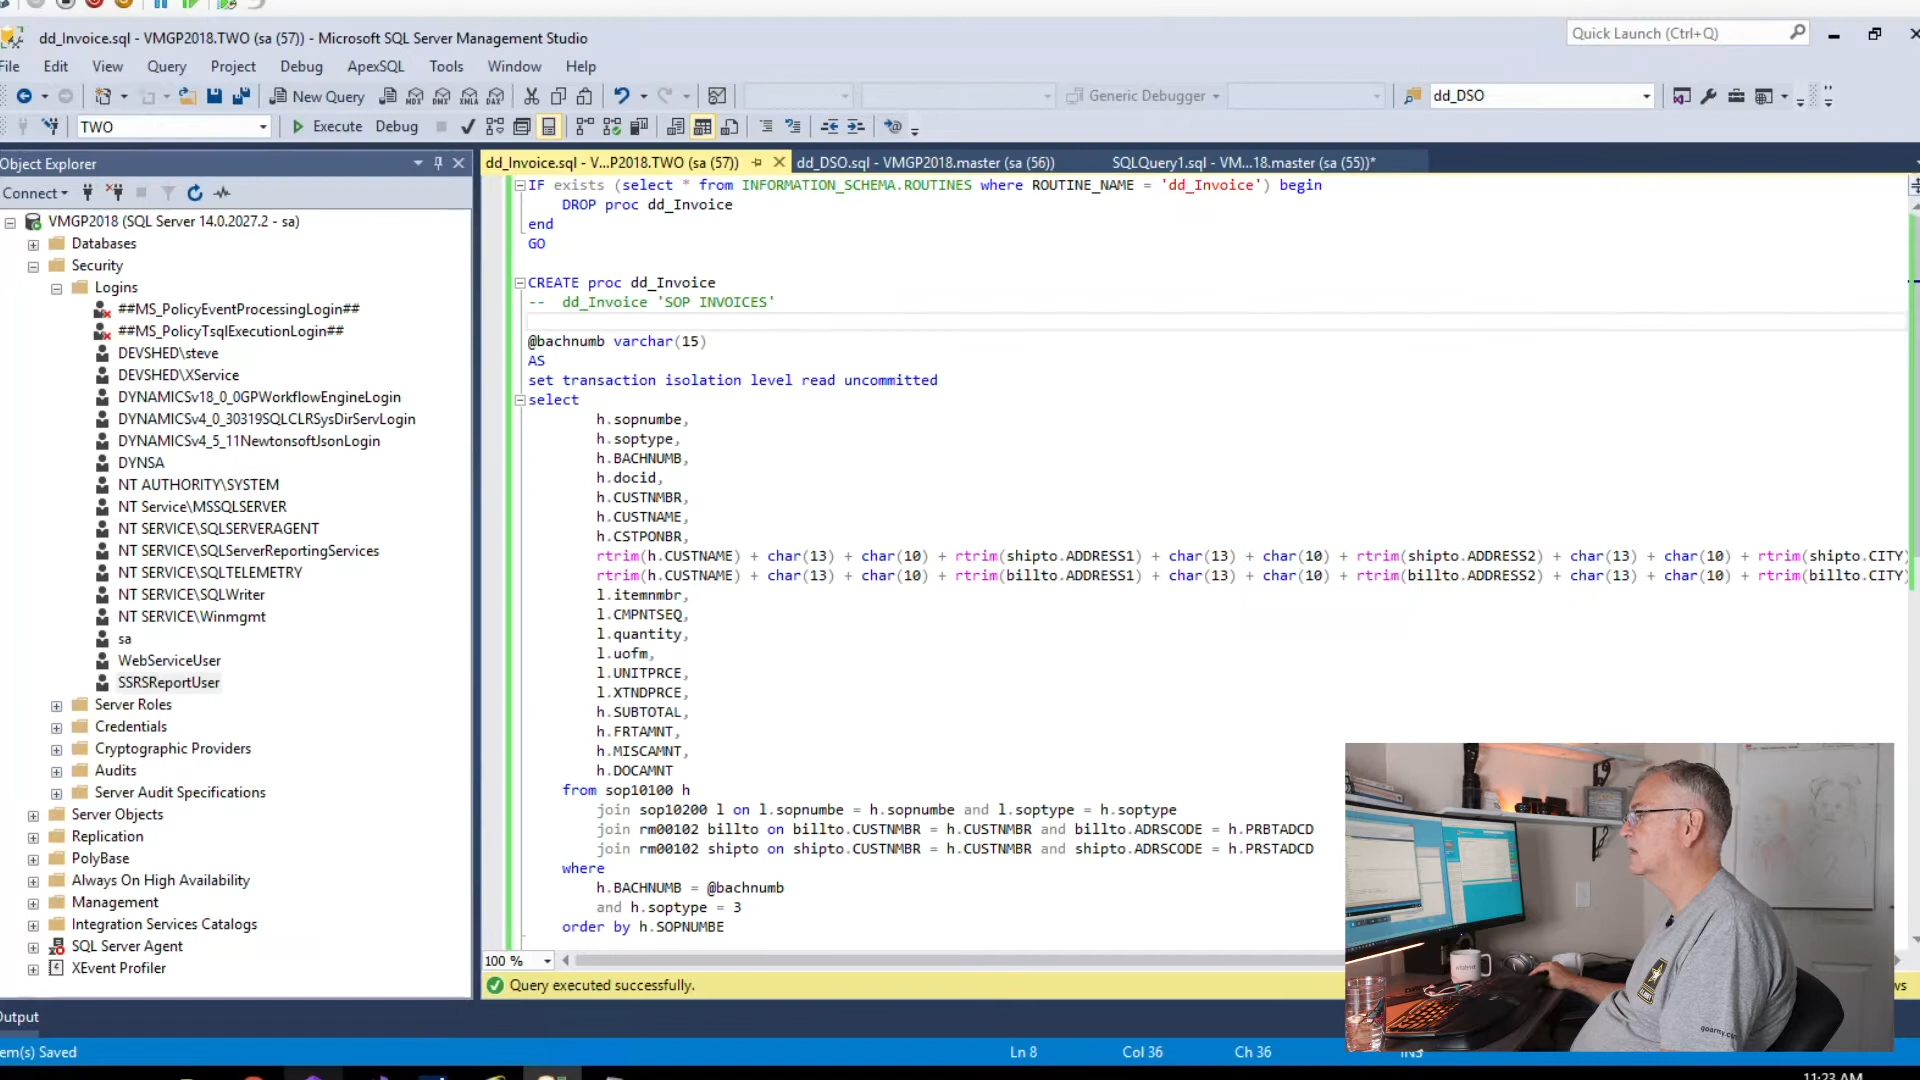 dd_Invoice.sql - VMGP2018.TWO (sa (57)) - Microsoft SQL Server Management Studio
Quick Launch (Ctrl+Q)
File Edit View Query Project Debug ApexSQL Tools Window Help
New Query
Generic Debugger
dd_DSO
TWO
Execute Debug
Object Explorer
dd_Invoice.sql - V...P2018.TWO (sa (57))
dd_DSO.sql - VMGP2018.master (sa (56))
SQLQuery1.sql - VM...18.master (sa (55))*
Connect
VMGP2018 (SQL Server 14.0.2027.2 - sa)
Databases
Security
Logins
##MS_PolicyEventProcessingLogin##
##MS_PolicyTsqlExecutionLogin##
DEVSHED\steve
DEVSHED\XService
DYNAMICSv18_0_0GPWorkflowEngineLogin
DYNAMICSv4_0_30319SQLCLRSysDirServLogin
DYNAMICSv4_5_11NewtonsoftJsonLogin
DYNSA
NT AUTHORITY\SYSTEM
NT Service\MSSQLSERVER
NT SERVICE\SQLSERVERAGENT
NT SERVICE\SQLServerReportingServices
NT SERVICE\SQLTELEMETRY
NT SERVICE\SQLWriter
NT SERVICE\Winmgmt
sa
WebServiceUser
SSRSReportUser
Server Roles
Credentials
Cryptographic Providers
Audits
Server Audit Specifications
Server Objects
Replication
PolyBase
Always On High Availability
Management
Integration Services Catalogs
SQL Server Agent
XEvent Profiler
IF exists (select * from INFORMATION_SCHEMA.ROUTINES where ROUTINE_NAME = 'dd_Invoice') begin
DROP proc dd_Invoice
end
GO
CREATE proc dd_Invoice
-- dd_Invoice 'SOP INVOICES'
@bachnumb varchar(15)
AS
set transaction isolation level read uncommitted
select
h.sopnumbe,
h.soptype,
h.BACHNUMB,
h.docid,
h.CUSTNMBR,
h.CUSTNAME,
h.CSTPONBR,
rtrim(h.CUSTNAME) + char(13) + char(10) + rtrim(shipto.ADDRESS1) + char(13) + char(10) + rtrim(shipto.ADDRESS2) + char(13) + char(10) + rtrim(shipto.CITY)
rtrim(h.CUSTNAME) + char(13) + char(10) + rtrim(billto.ADDRESS1) + char(13) + char(10) + rtrim(billto.ADDRESS2) + char(13) + char(10) + rtrim(billto.CITY)
l.itemnmbr,
l.CMPNTSEQ,
l.quantity,
l.uofm,
l.UNITPRCE,
l.XTNDPRCE,
h.SUBTOTAL,
h.FRTAMNT,
h.MISCAMNT,
h.DOCAMNT
from sop10100 h
join sop10200 l on l.sopnumbe = h.sopnumbe and l.soptype = h.soptype
join rm00102 billto on billto.CUSTNMBR = h.CUSTNMBR and billto.ADRSCODE = h.PRBTADCD
join rm00102 shipto on shipto.CUSTNMBR = h.CUSTNMBR and shipto.ADRSCODE = h.PRSTADCD
where
h.BACHNUMB = @bachnumb
and h.soptype = 3
order by h.SOPNUMBE
100 %
Query executed successfully.
Output
em(s) Saved
Ln 8 Col 36 Ch 36 INS
11:23 AM